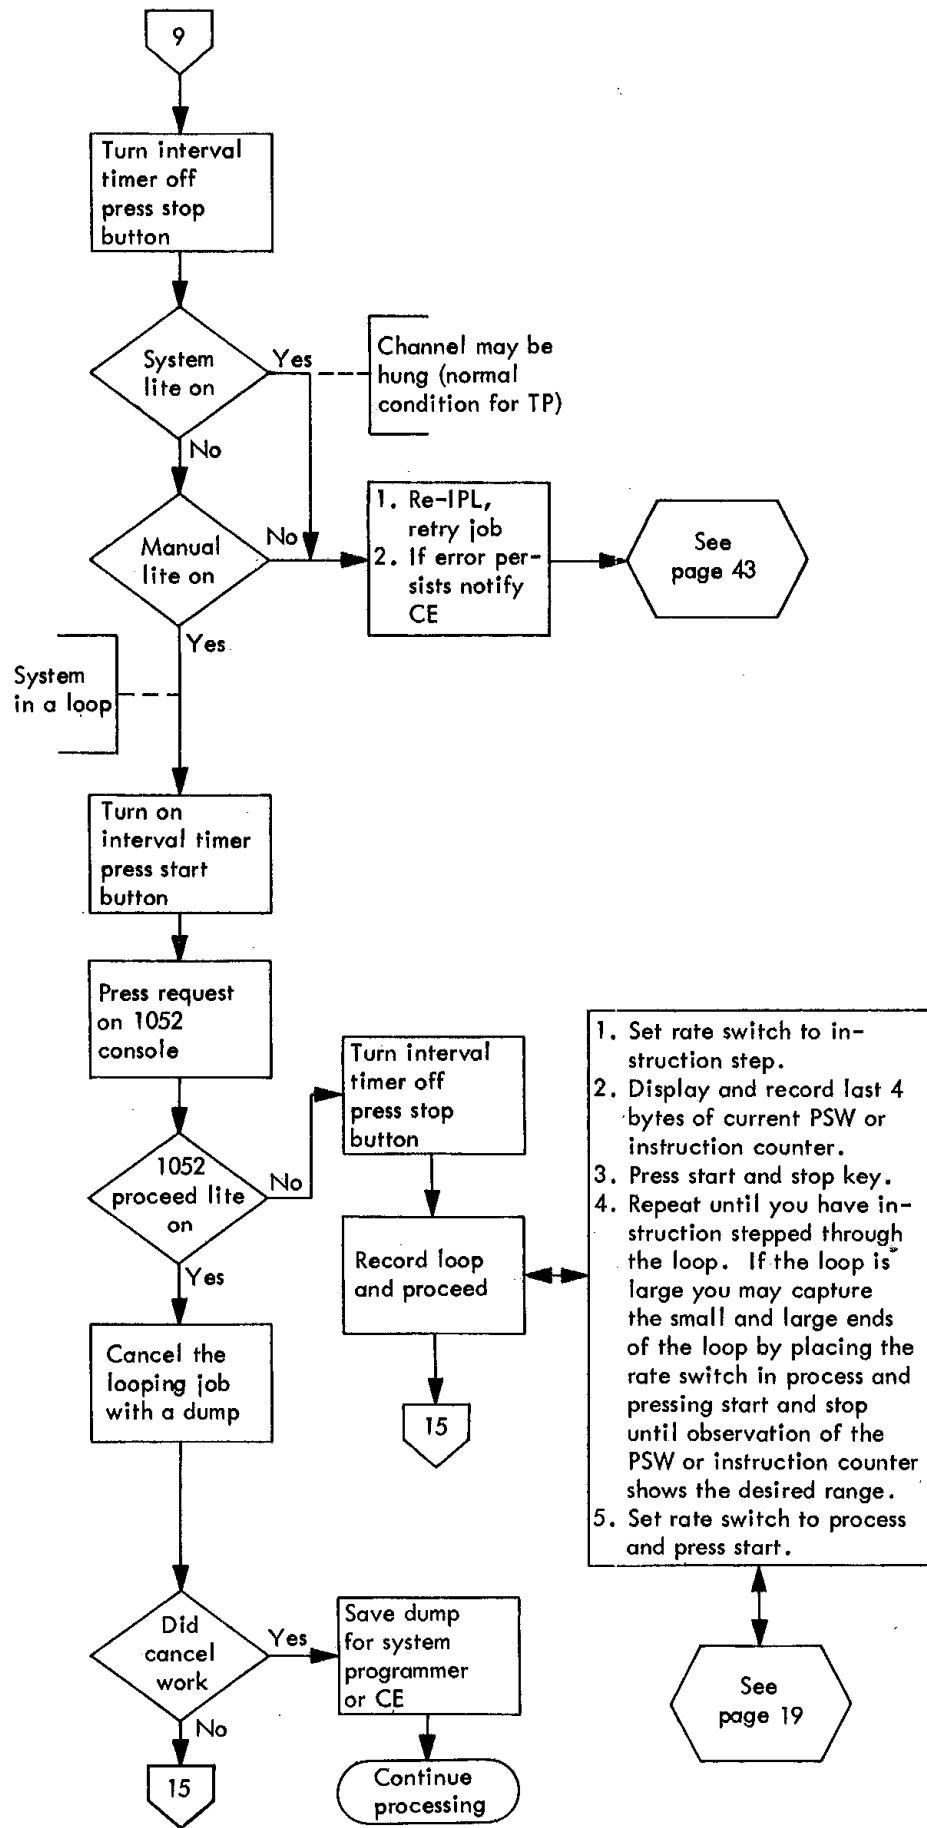 9
Turn interval
timer off
press stop
button
System
lite on
Yes
Channel may be
hung (normal
condition for TP)
No
Manual
lite on
No
1. Re-IPL,
retry job
2. If error per-
sists notify
CE
See
page 43
Yes
System
in a loop
Turn on
interval timer
press start
button
Press request
on 1052
console
1052
proceed lite
on
No
Turn interval
timer off
press stop
button
Record loop
and proceed
15
1. Set rate switch to in-
struction step.
2. Display and record last 4
bytes of current PSW or
instruction counter.
3. Press start and stop key.
4. Repeat until you have in-
struction stepped through
the loop. If the loop is
large you may capture
the small and large ends
of the loop by placing the
rate switch in process and
pressing start and stop
until observation of the
PSW or instruction counter
shows the desired range.
5. Set rate switch to process
and press start.
See
page 19
Yes
Cancel the
looping job
with a dump
Did
cancel
work
Yes
Save dump
for system
programmer
or CE
Continue
processing
No
15